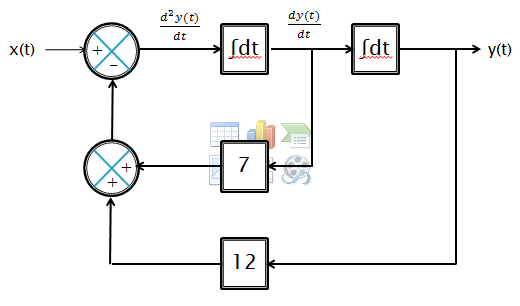 d²y(t)/dt dy(t)/dt
x(t) + - ∫dt ∫dt y(t)
+ + 7
12